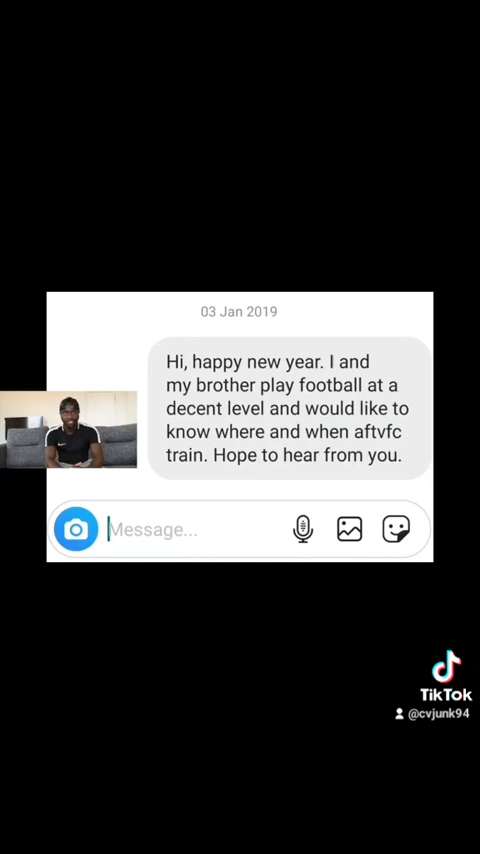 03 Jan 2019
Hi, happy new year. I and
my brother play football at a
decent level and would like to
know where and when aftvfc
train. Hope to hear from you.
Message...
TikTok
@cvjunk94